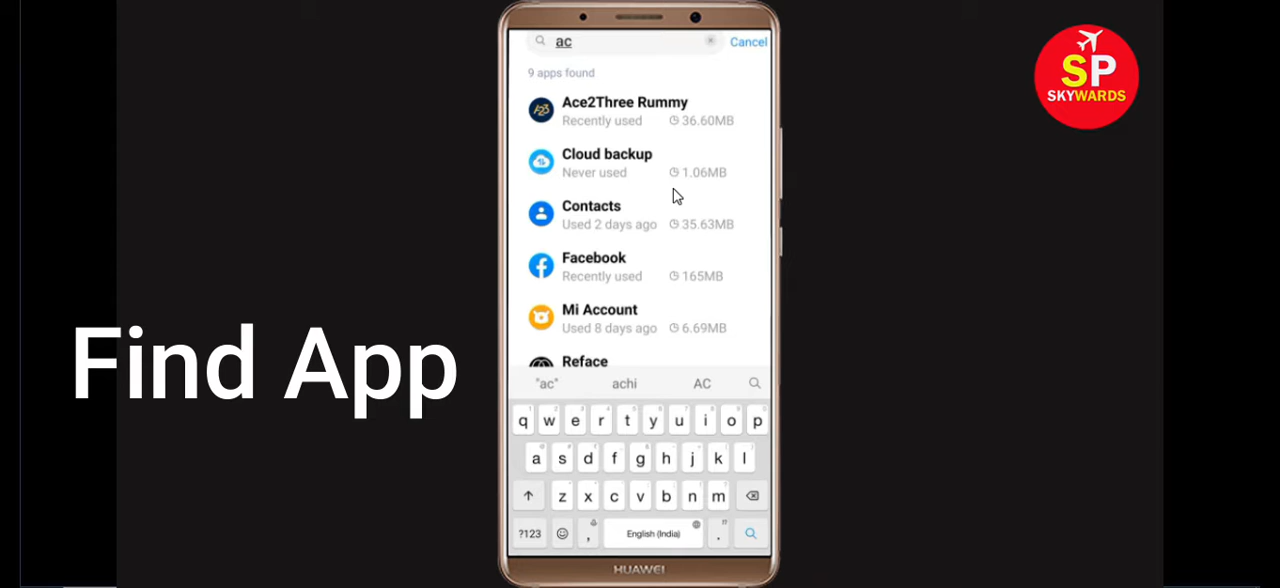 ac
Cancel
9 apps found
Ace2Three Rummy
Recently used 36.60MB
Cloud backup
Never used 1.06MB
Contacts
Used 2 days ago 35.63MB
Facebook
Recently used 165MB
Mi Account
Used 8 days ago 6.69MB
Reface
"ac" achi AC
q w e r t y u i o p
a s d f g h j k l
z x c v b n m
?123 , English (India) .
HUAWEI
Find App
SP
SKYWARDS